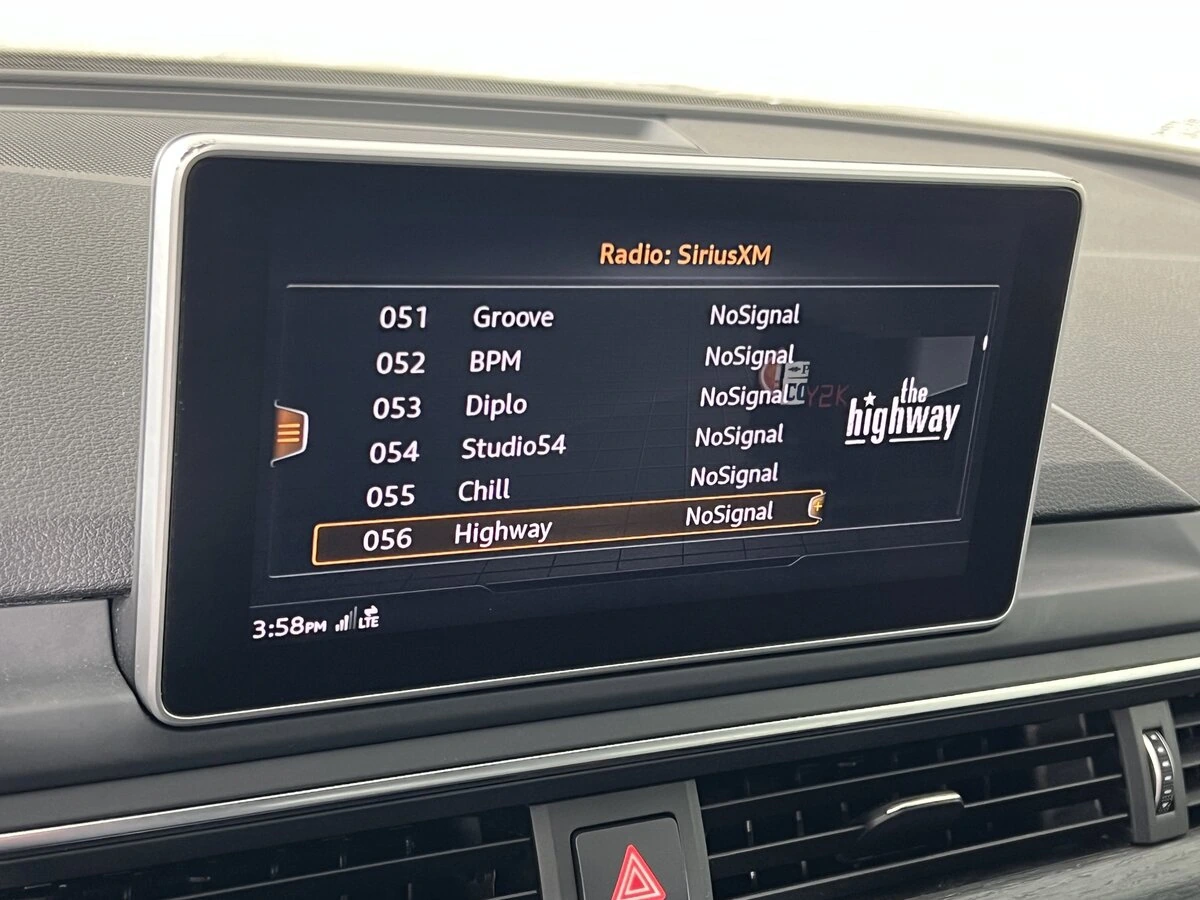 Radio: SiriusXM
051 Groove NoSignal
052 BPM NoSignal
053 Diplo NoSignal
054 Studio54 NoSignal
055 Chill NoSignal
056 Highway NoSignal
the
highway
Y2K
3:58PM LTE